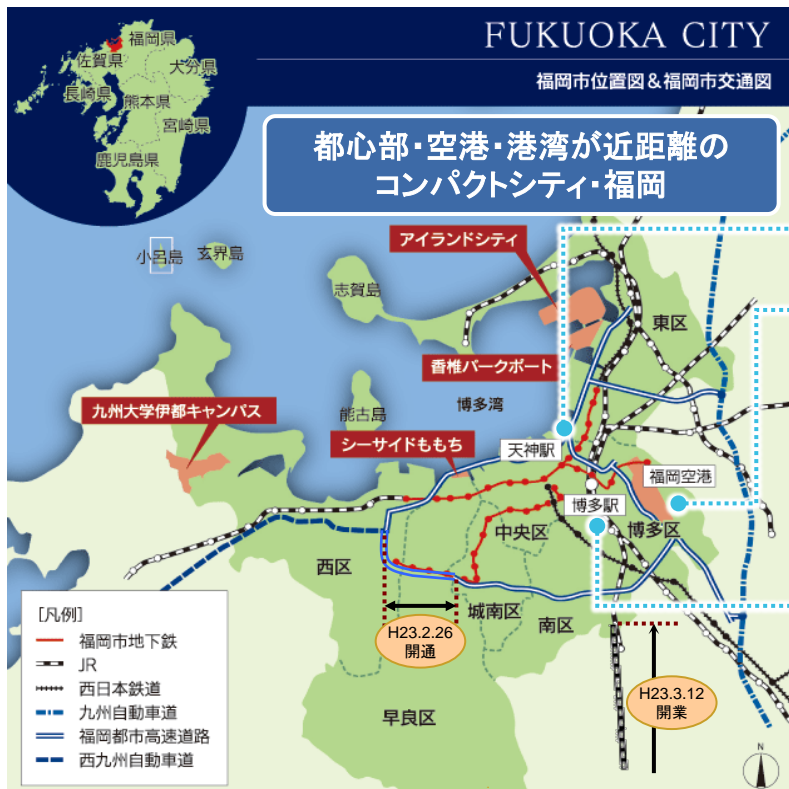 FUKUOKA CITY
福岡市位置図＆福岡市交通図
福岡県
佐賀県
大分県
長崎県
熊本県
宮崎県
鹿児島県
都心部・空港・港湾が近距離の
コンパクトシティ・福岡
アイランドシティ
小呂島
玄界島
志賀島
東区
香椎パークポート
九州大学伊都キャンパス
能古島
博多湾
シーサイドももち
天神駅
福岡空港
博多駅
中央区
博多区
西区
城南区
南区
H23.2.26
開通
H23.3.12
開業
早良区
［凡例］
福岡市地下鉄
JR
西日本鉄道
九州自動車道
福岡都市高速道路
西九州自動車道
N